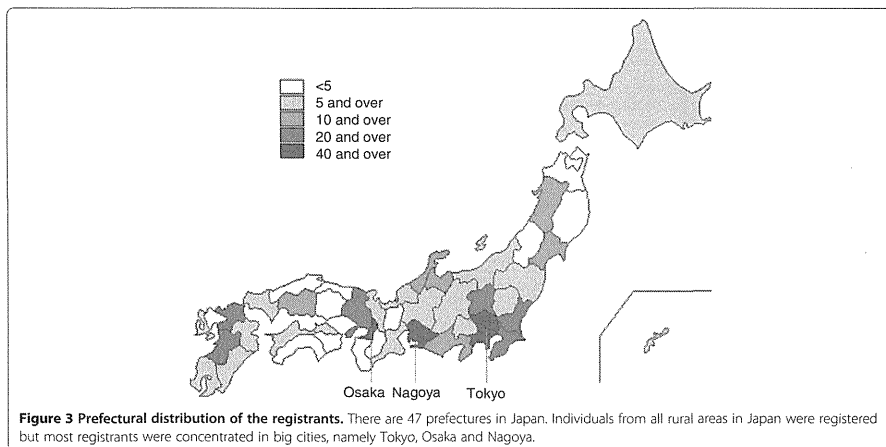 <5
5 and over
10 and over
20 and over
40 and over
Osaka Nagoya Tokyo
Figure 3 Prefectural distribution of the registrants. There are 47 prefectures in Japan. Individuals from all rural areas in Japan were registered
but most registrants were concentrated in big cities, namely Tokyo, Osaka and Nagoya.